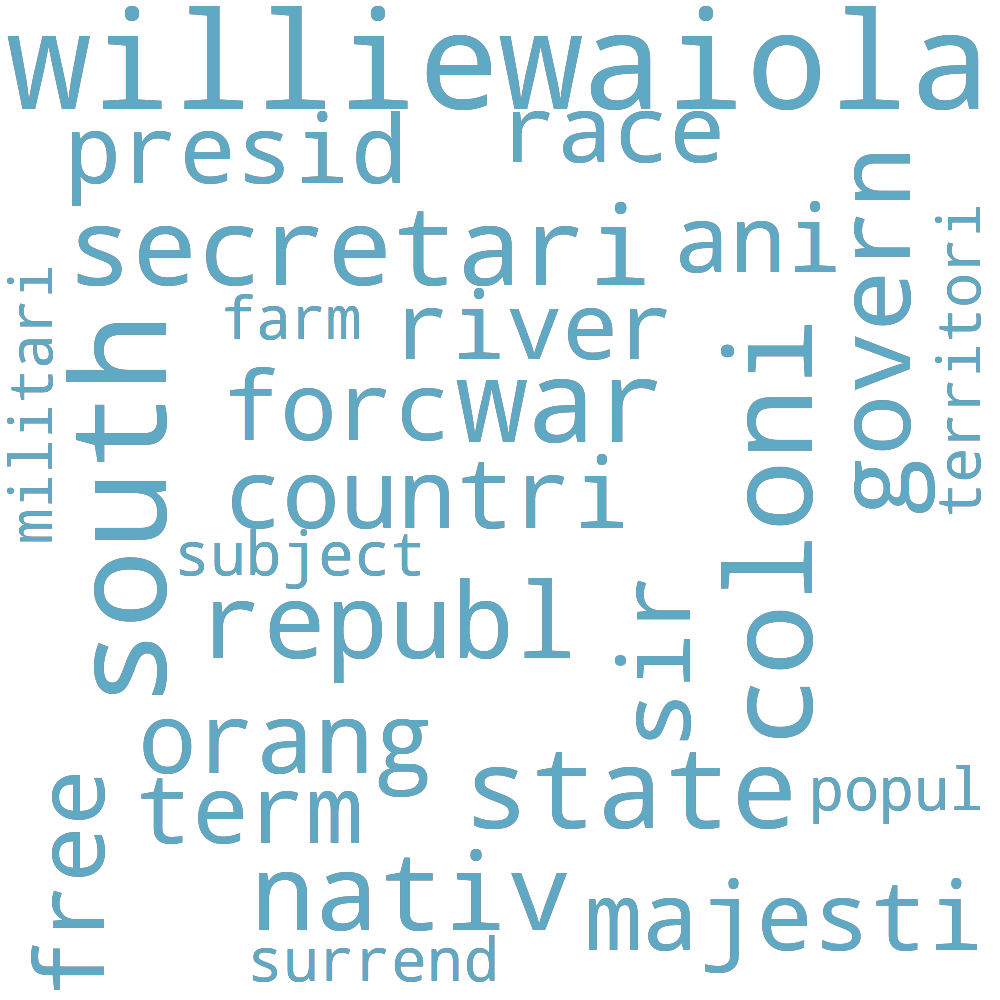 williewaiola
presid
race
secretari
ani
govern
territori
militari
south
farm
river
forc
war
coloni
countri
subject
republ
sir
orang
state
popul
term
free
nativ
majesti
surrend